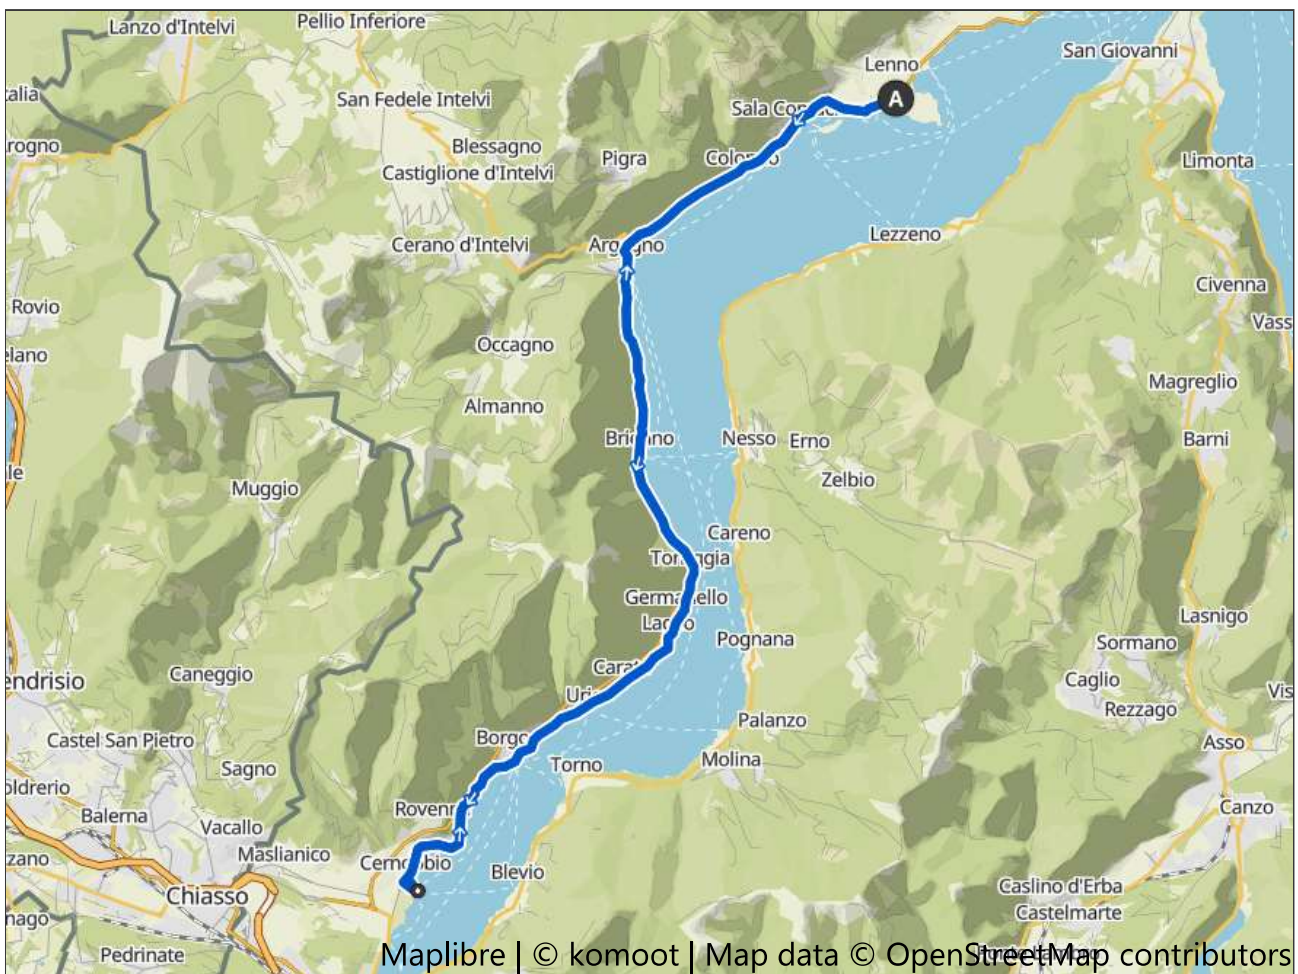 Lanzo d'Intelvi
Pellio Inferiore
San Giovanni
Lenno
A
San Fedele Intelvi
Blessagno
Castiglione d'Intelvi
Pigra
Limonta
Cerano d'Intelvi
Lezzeno
Civenna
Rovio
Occagno
Magreglio
Almanno
Nesso
Erno
Barni
Zelbio
Muggio
Careno
Pognana
Lasnigo
Sormano
Caneggio
Caglio
Rezzago
Palanzo
Castel San Pietro
Asso
Molina
Torno
Sagno
Canzo
Balerna
Vacallo
Maslianico
Blevio
Chiasso
Caslino d'Erba
Castelmarte
Pedrinate
Maplibre | © komoot | Map data © OpenStreetMap contributors